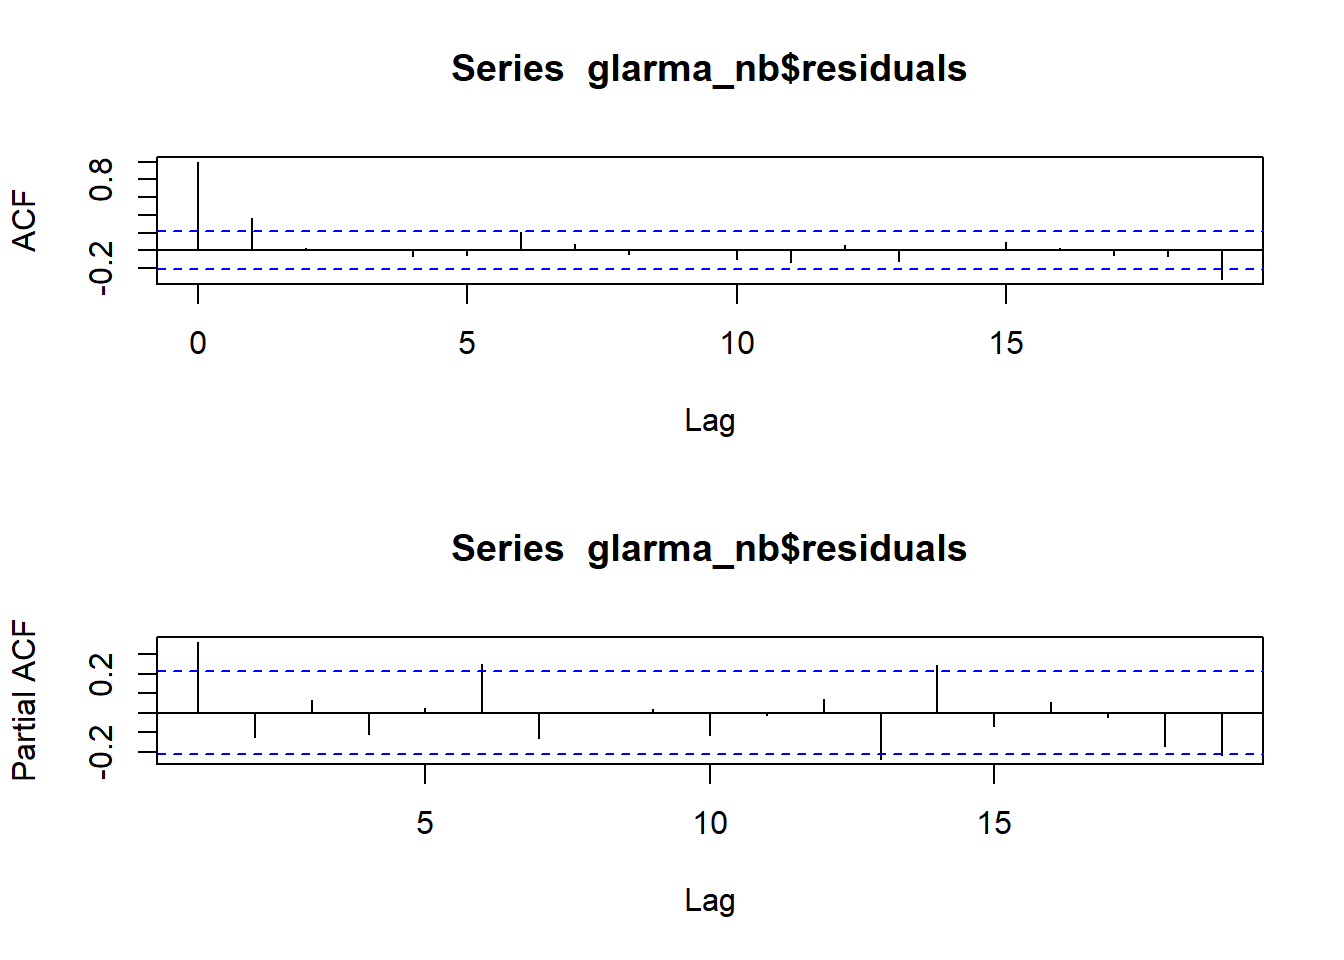 Series  glarma_nb$residuals
ACF
0.8
-0.2
0 5 10 15
Lag
Series  glarma_nb$residuals
Partial ACF
0.2
-0.2
5 10 15
Lag